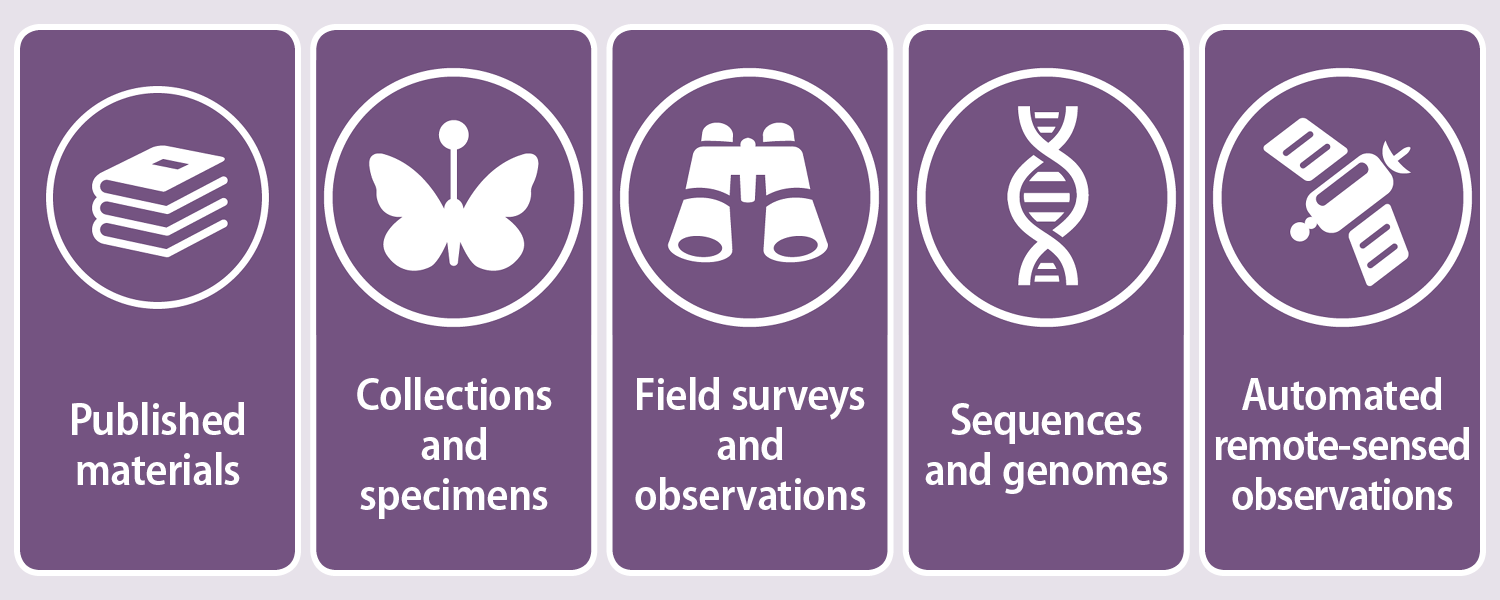 Published
materials
Collections
and
specimens
Field surveys
and
observations
Sequences
and genomes
Automated
remote-sensed
observations